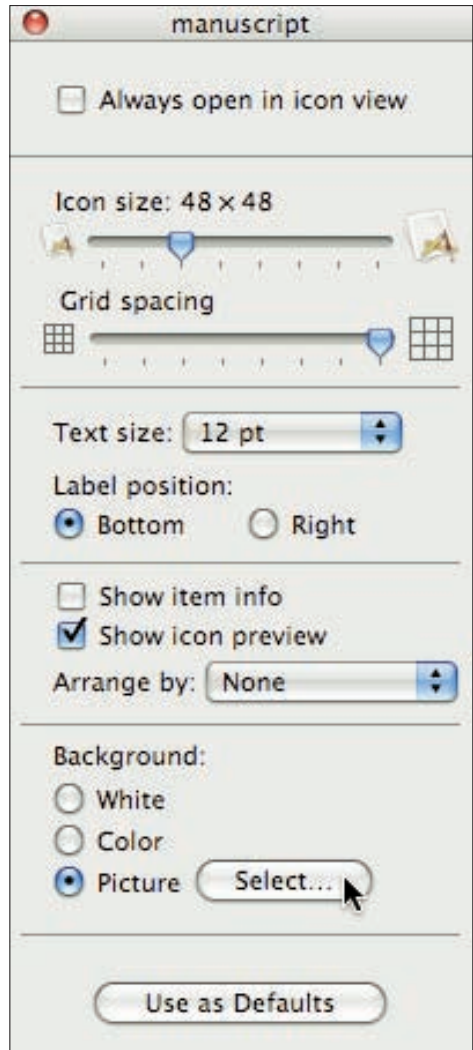 manuscript
Always open in icon view
Icon size: 48 × 48
Grid spacing
Text size: 12 pt
Label position:
Bottom Right
Show item info
Show icon preview
Arrange by: None
Background:
White
Color
Picture Select...
Use as Defaults